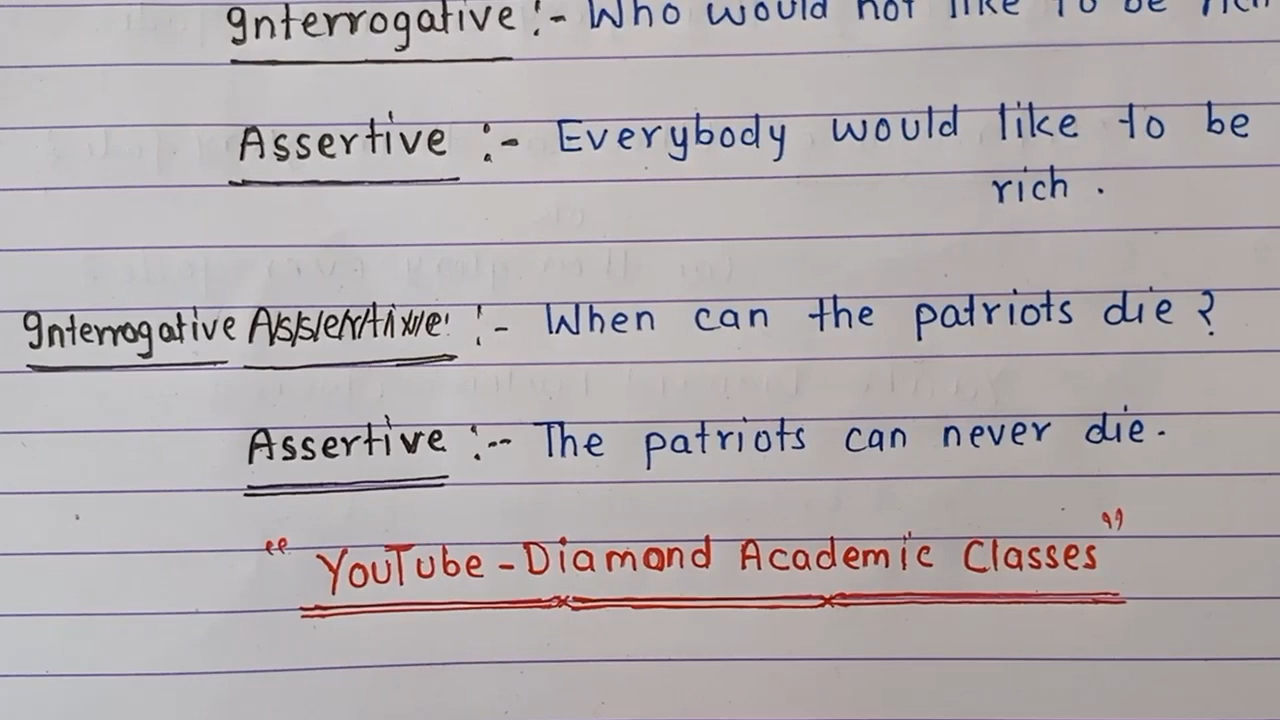 Interrogative :- Who would not like to be rich
Assertive :- Everybody would like to be
rich .
Interrogative :- When can the patriots die ?
Assertive :-- The patriots can never die.
“ YouTube - Diamond Academic Classes ”